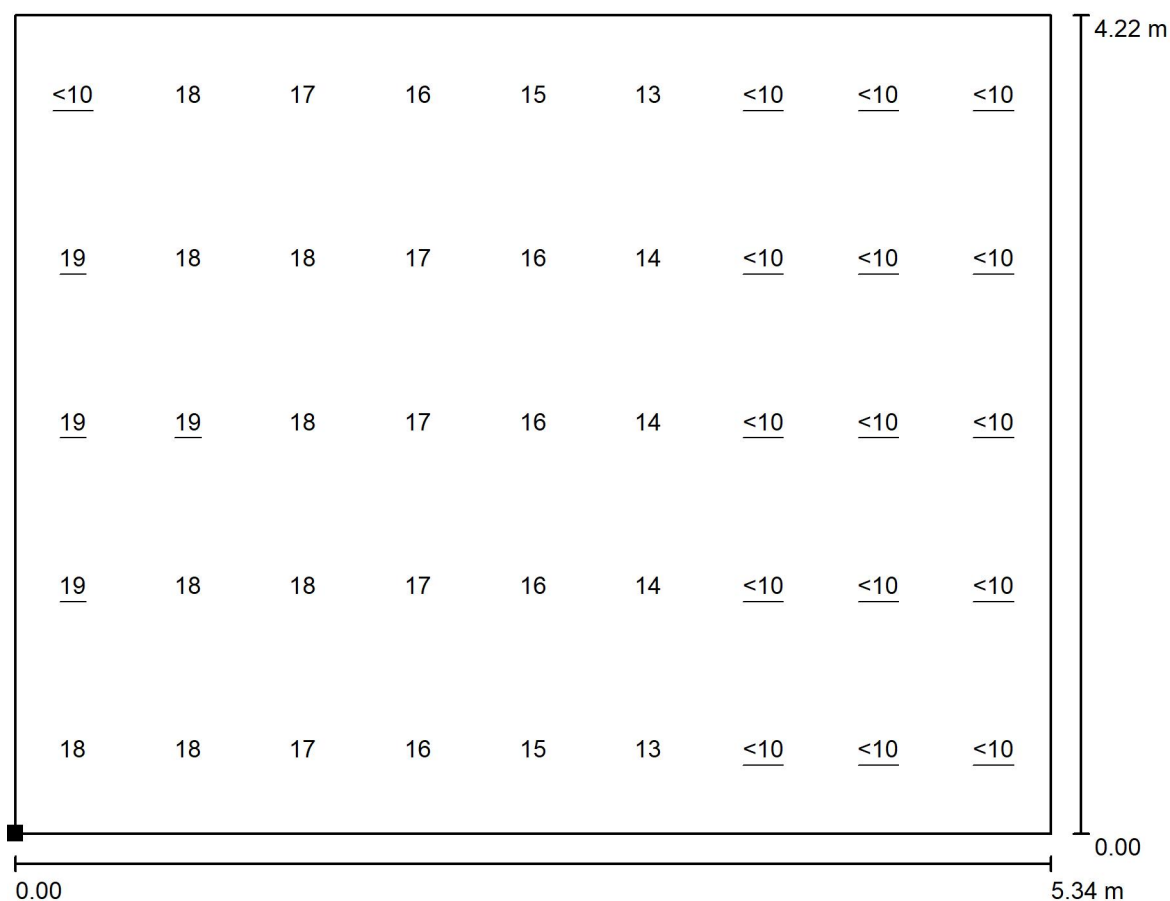 4.22 m
<10 18 17 16 15 13 <10 <10 <10
19 18 18 17 16 14 <10 <10 <10
19 19 18 17 16 14 <10 <10 <10
19 18 18 17 16 14 <10 <10 <10
18 18 17 16 15 13 <10 <10 <10
0.00
0.00 5.34 m